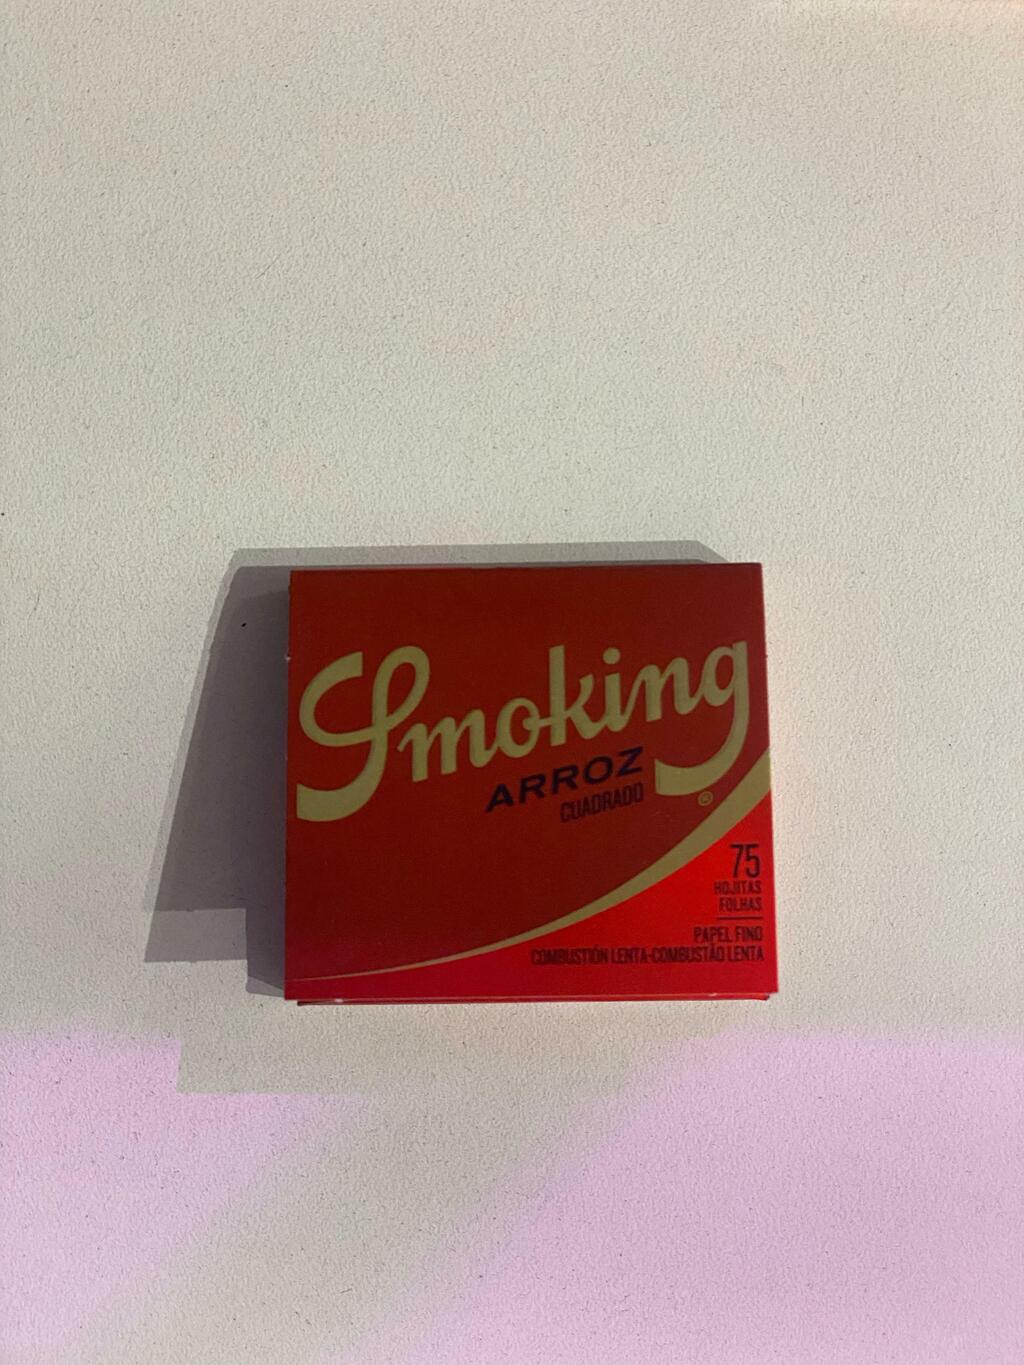 Smoking
ARROZ
CUADRADO
®
75
HOJITAS
FOLHAS
PAPEL FINO
COMBUSTIÓN LENTA-COMBUSTÃO LENTA